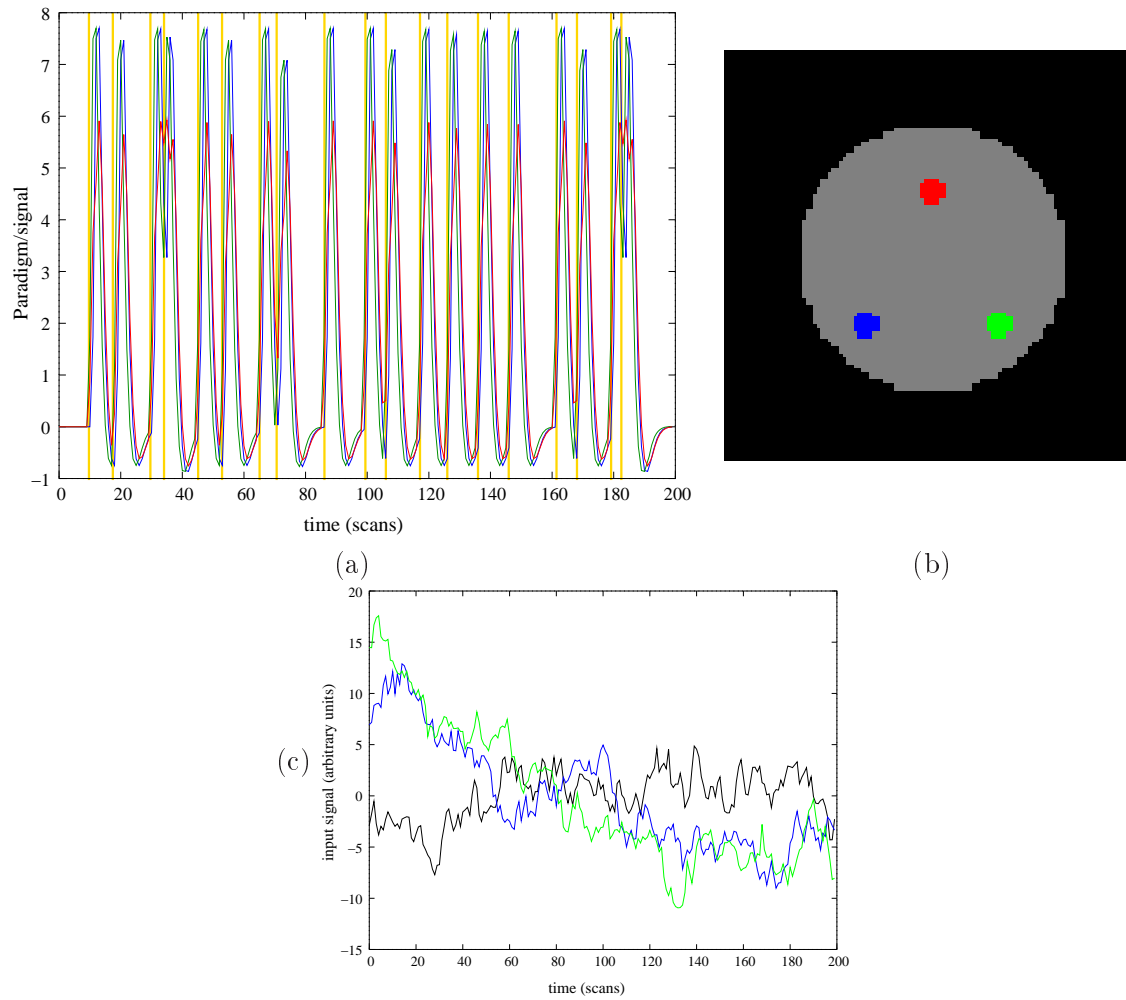 8
7
6
5
4
3
2
1
0
−1
Paradigm/signal
0 20 40 60 80 100 120 140 160 180 200
time (scans)
(a)
(b)
20
15
10
5
0
−5
−10
−15
input signal (arbitrary units)
(c)
0 20 40 60 80 100 120 140 160 180 200
time (scans)